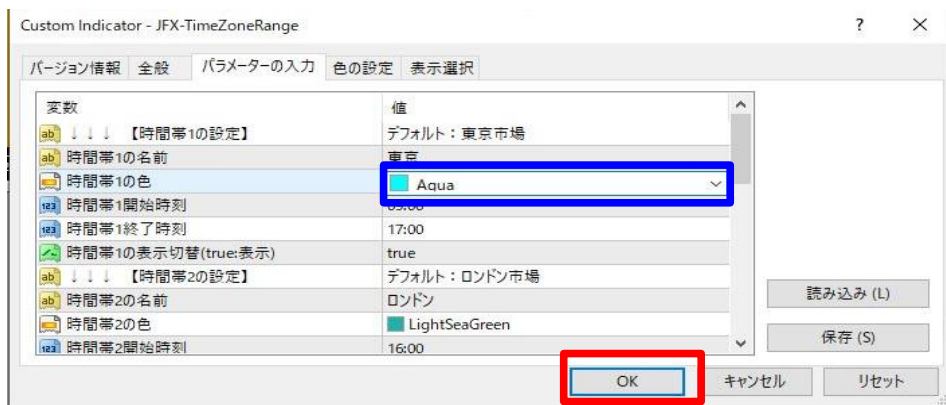 Custom Indicator - JFX-TimeZoneRange ? ×
バージョン情報 全般 パラメーターの入力 色の設定 表示選択
変数 値
ab ↓ ↓ ↓ 【時間帯1の設定】 デフォルト：東京市場
ab 時間帯1の名前 東京
時間帯1の色 Aqua
123 時間帯1開始時刻
123 時間帯1終了時刻 17:00
時間帯1の表示切替(true:表示) true
ab ↓ ↓ ↓ 【時間帯2の設定】 デフォルト：ロンドン市場
ab 時間帯2の名前 ロンドン
時間帯2の色 LightSeaGreen
123 時間帯2開始時刻 16:00
読み込み (L)
保存 (S)
OK キャンセル リセット